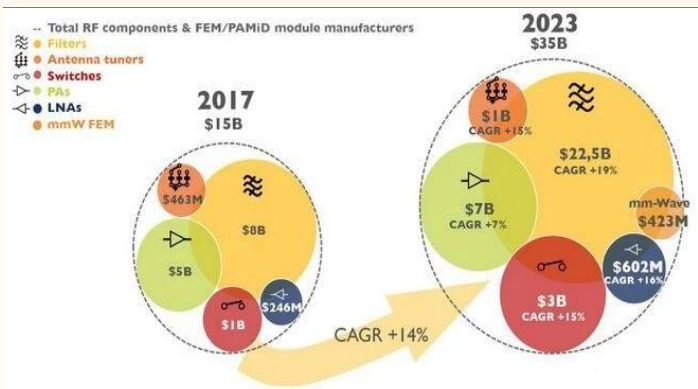 -- Total RF components & FEM/PAMiD module manufacturers
Filters
Antenna tuners
Switches
PAs
LNAs
mmW FEM
2017
$15B
$463M
$8B
$5B
$1B
$246M
CAGR +14%
2023
$35B
$1B
CAGR +15%
$22,5B
CAGR +19%
$7B
CAGR +7%
mm-Wave
$423M
$602M
CAGR +16%
$3B
CAGR +15%